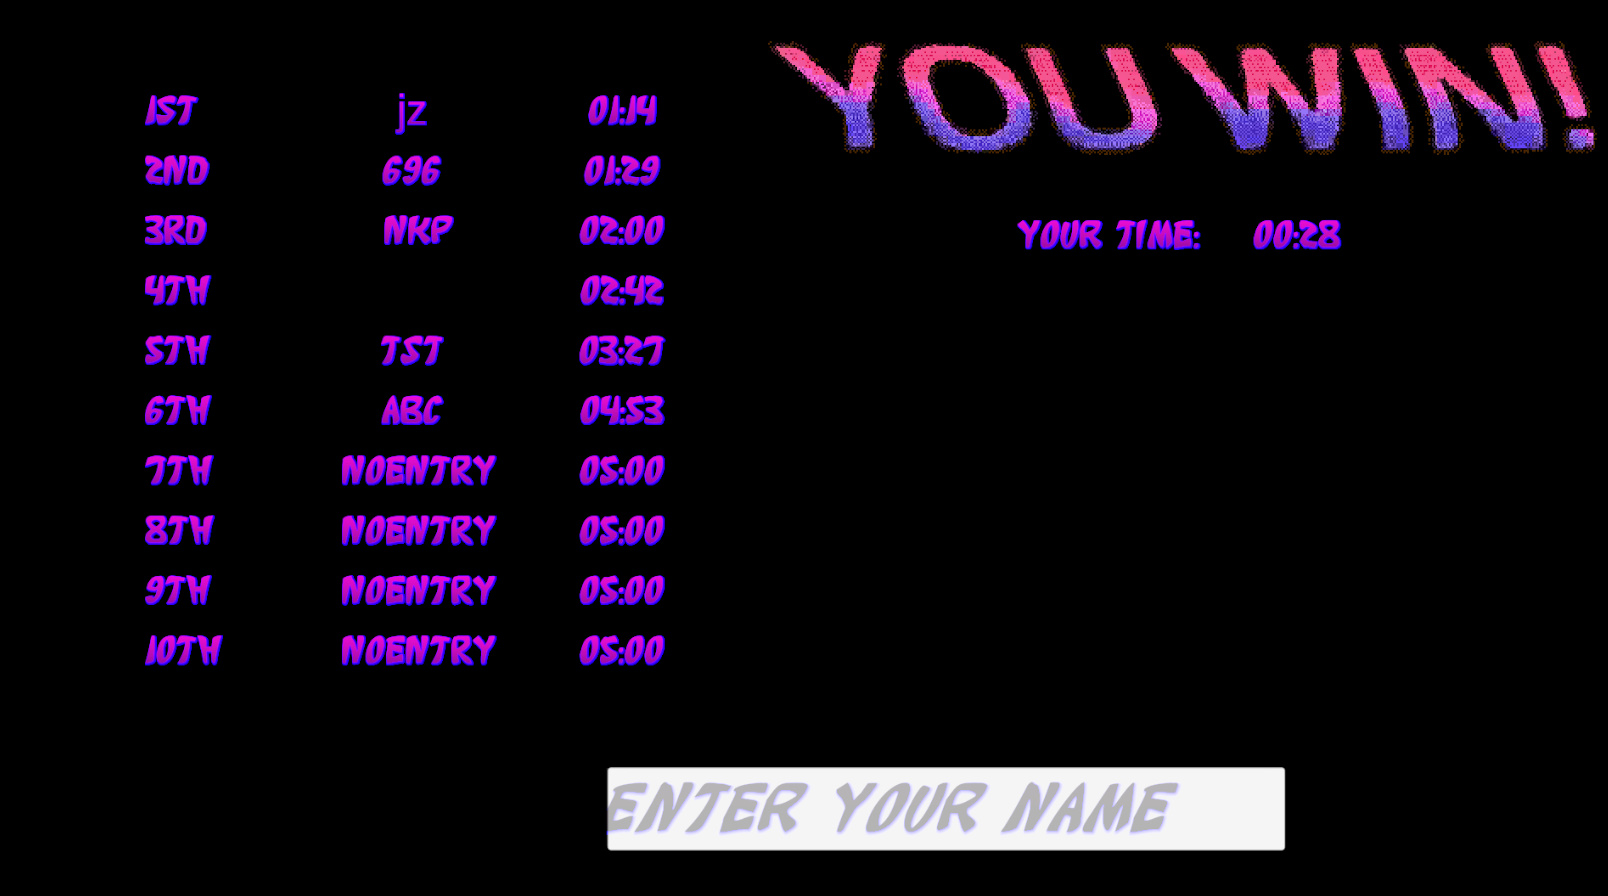 YOU WIN!
1ST jz 01:14
2ND 696 01:29
3RD NKP 02:00
4TH 02:42
5TH TST 03:27
6TH ABC 04:53
7TH NOENTRY 05:00
8TH NOENTRY 05:00
9TH NOENTRY 05:00
10TH NOENTRY 05:00
YOUR TIME: 00:28
ENTER YOUR NAME